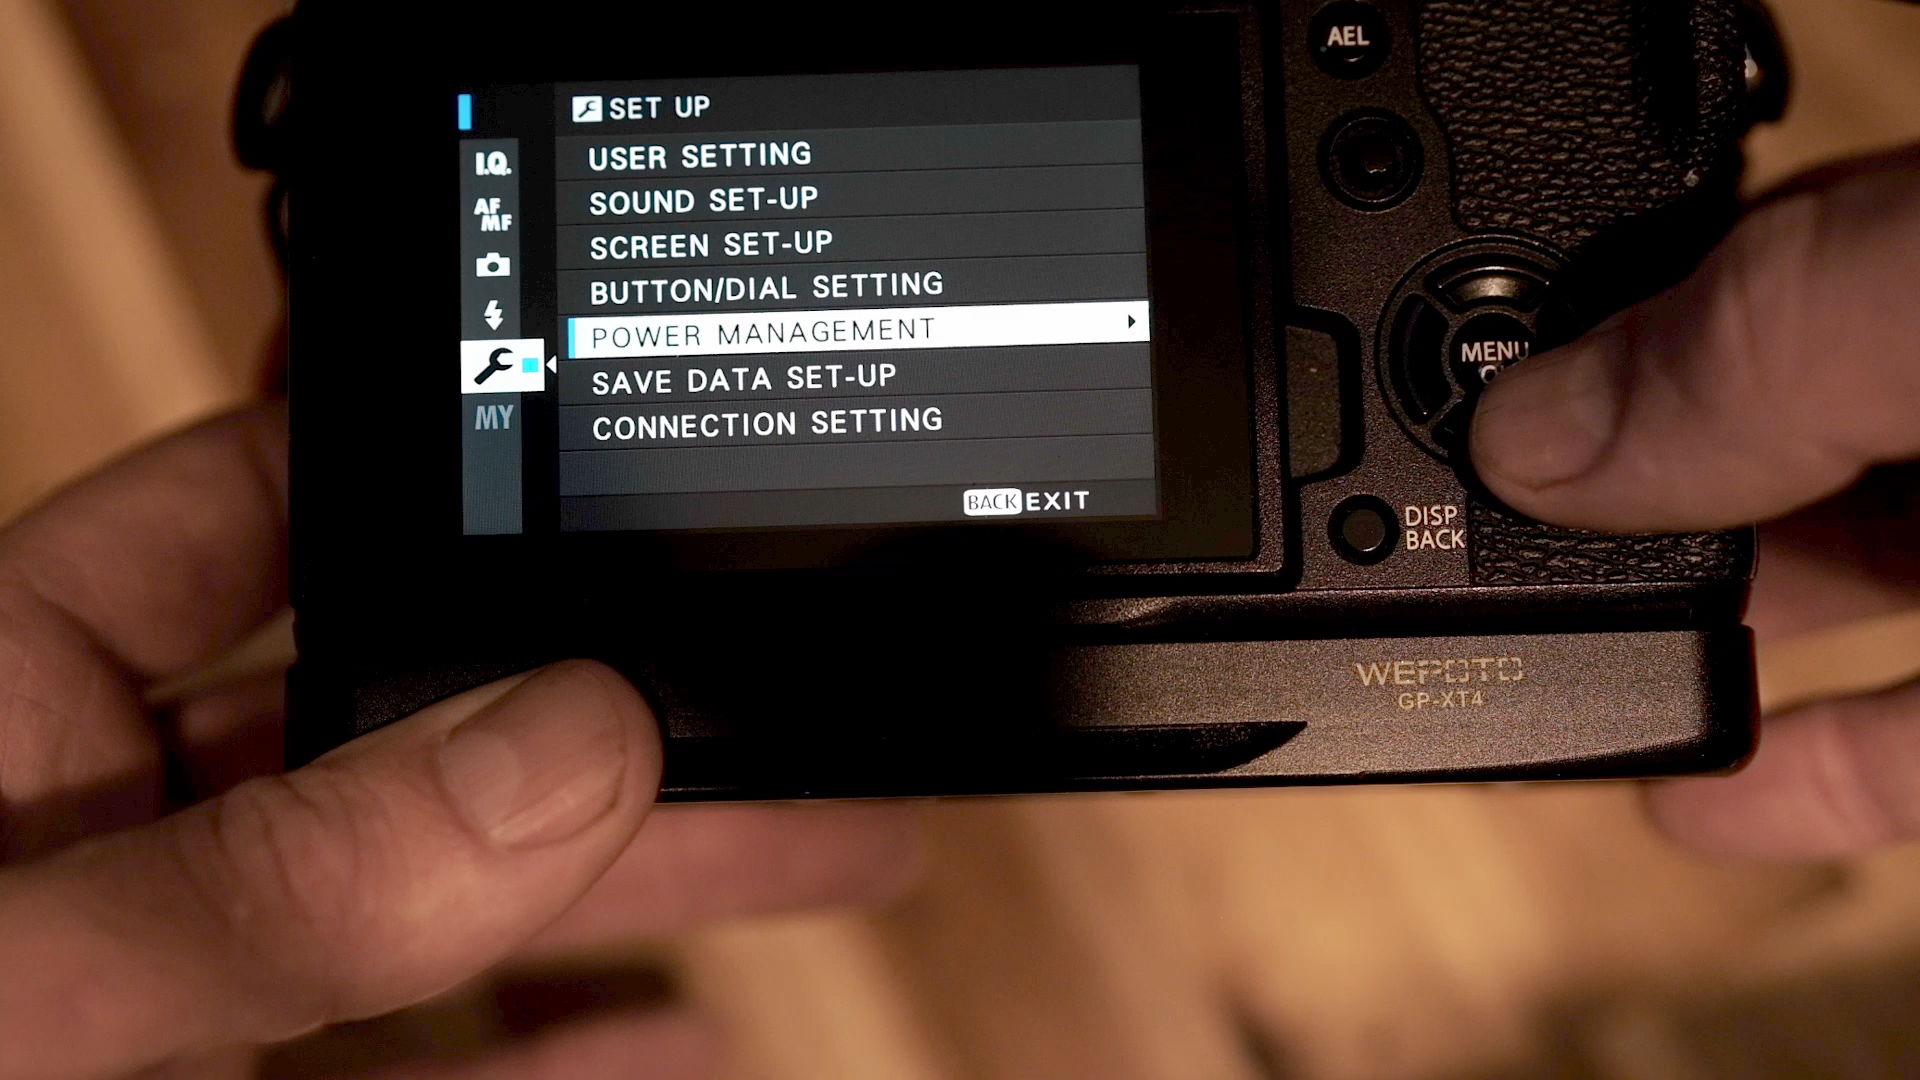 SET UP
I.Q.
AF
MF
MY
USER SETTING
SOUND SET-UP
SCREEN SET-UP
BUTTON/DIAL SETTING
POWER MANAGEMENT
SAVE DATA SET-UP
CONNECTION SETTING
BACK EXIT
AEL
MENU
DISP
BACK
WEPOTO
GP-XT4